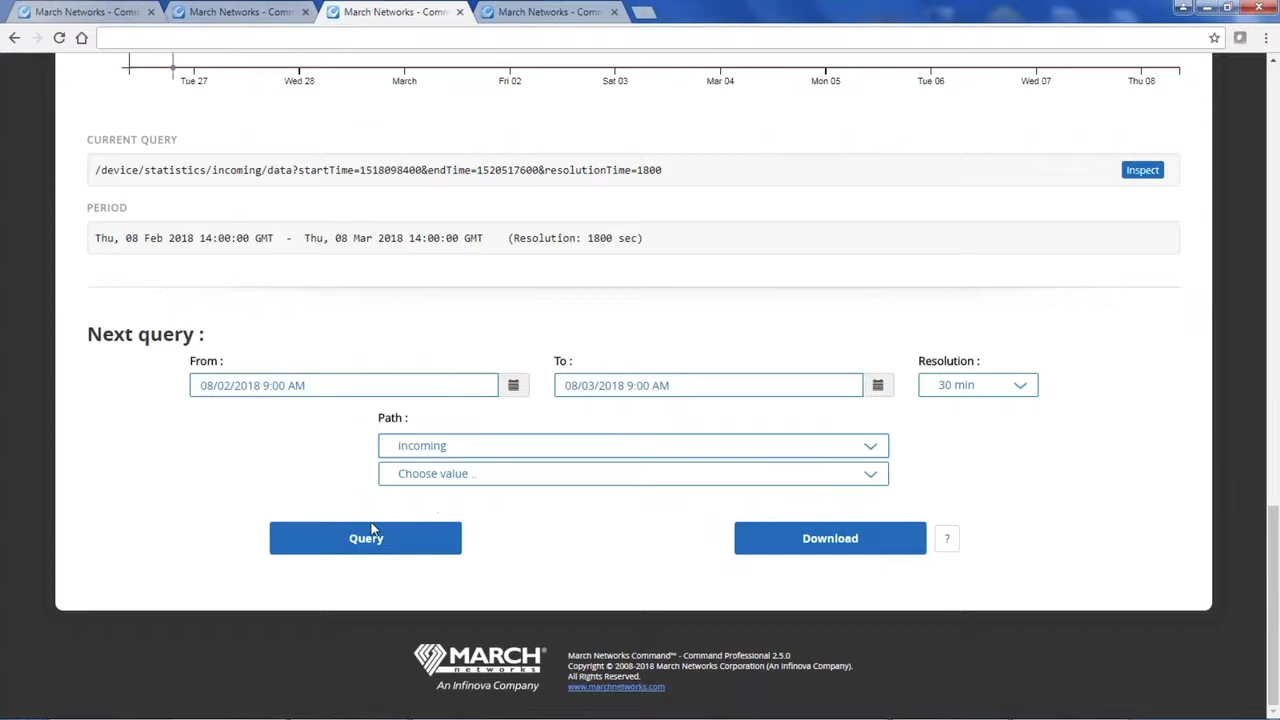 March Networks - Comm
March Networks - Comm
March Networks - Comm
March Networks - Comm
Tue 27 Wed 28 March Fri 02 Sat 03 Mar 04 Mon 05 Tue 06 Wed 07 Thu 08
CURRENT QUERY
/device/statistics/incoming/data?startTime=1518098400&endTime=1520517600&resolutionTime=1800
Inspect
PERIOD
Thu, 08 Feb 2018 14:00:00 GMT - Thu, 08 Mar 2018 14:00:00 GMT (Resolution: 1800 sec)
Next query :
From : To : Resolution :
08/02/2018 9:00 AM 08/03/2018 9:00 AM 30 min
Path :
incoming
Choose value ..
Query Download ?
MARCH
networks
An Infinova Company
March Networks Command™ - Command Professional 2.5.0
Copyright © 2008-2018 March Networks Corporation (An Infinova Company).
All Rights Reserved.
www.marchnetworks.com